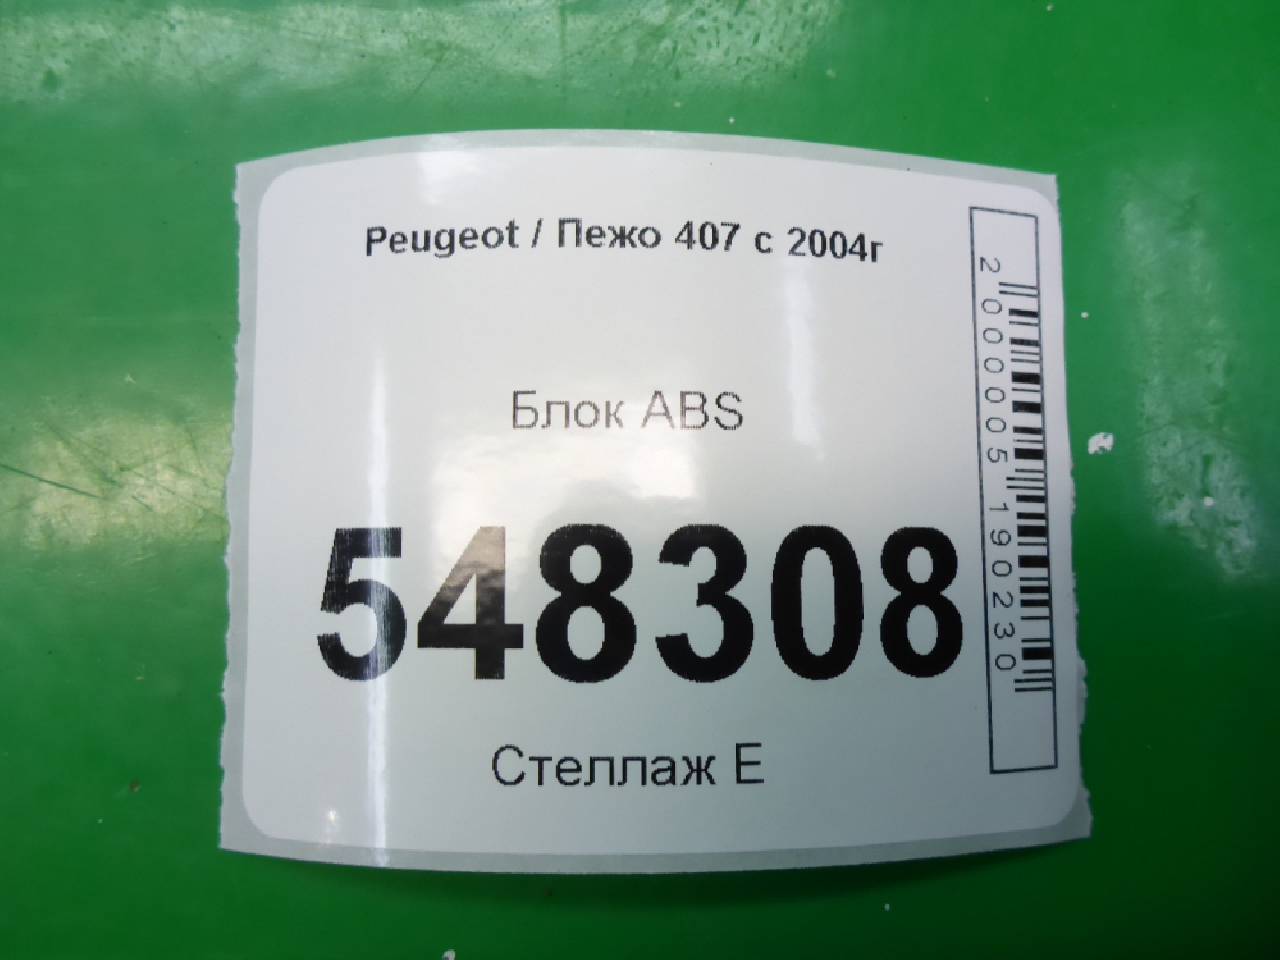 Peugeot / Пежо 407 с 2004г
Блок ABS
548308
Стеллаж Е
2000005190230